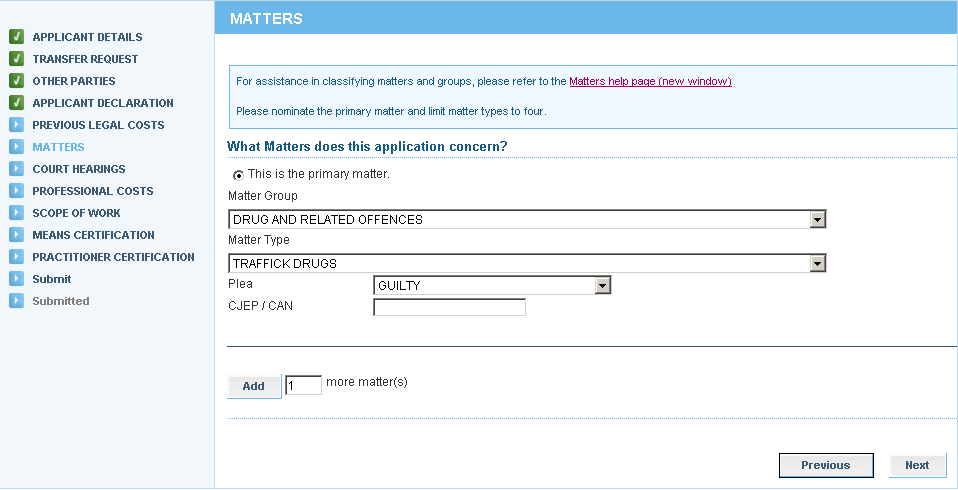 MATTERS
APPLICANT DETAILS
TRANSFER REQUEST
OTHER PARTIES
APPLICANT DECLARATION
PREVIOUS LEGAL COSTS
MATTERS
COURT HEARINGS
PROFESSIONAL COSTS
SCOPE OF WORK
MEANS CERTIFICATION
PRACTITIONER CERTIFICATION
Submit
Submitted
For assistance in classifying matters and groups, please refer to the Matters help page (new window)
Please nominate the primary matter and limit matter types to four.
What Matters does this application concern?
This is the primary matter.
Matter Group
DRUG AND RELATED OFFENCES
Matter Type
TRAFFICK DRUGS
Plea GUILTY
CJEP / CAN
Add 1 more matter(s)
Previous Next